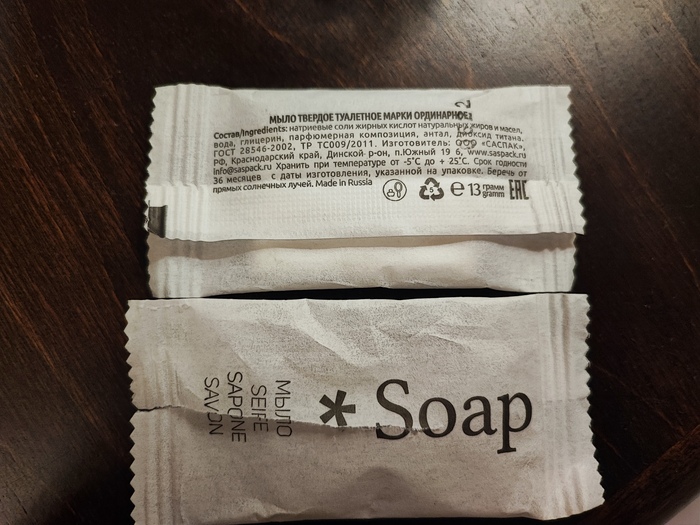 МЫЛО ТВЕРДОЕ ТУАЛЕТНОЕ МАРКИ ОРДИНАРНОЕ
Состав/Ingredients: натриевые соли жирных кислот натуральных жиров и масел,
вода, глицерин, парфюмерная композиция, антал, диоксид титана.
ГОСТ 28546-2002, ТР ТС009/2011. Изготовитель: ООО «САСПАК»,
РФ, Краснодарский край, Динской р-он, п.Южный 19 б, www.saspack.ru
Info@saspack.ru Хранить при температуре от -5°C до + 25°C. Срок годности
36 месяцев с даты изготовления, указанной на упаковке. Беречь от
прямых солнечных лучей. Made in Russia
5 e 13 грамм
gramm EAC
* Soap
МЫЛО
SEIFE
SAPONE
SAVON